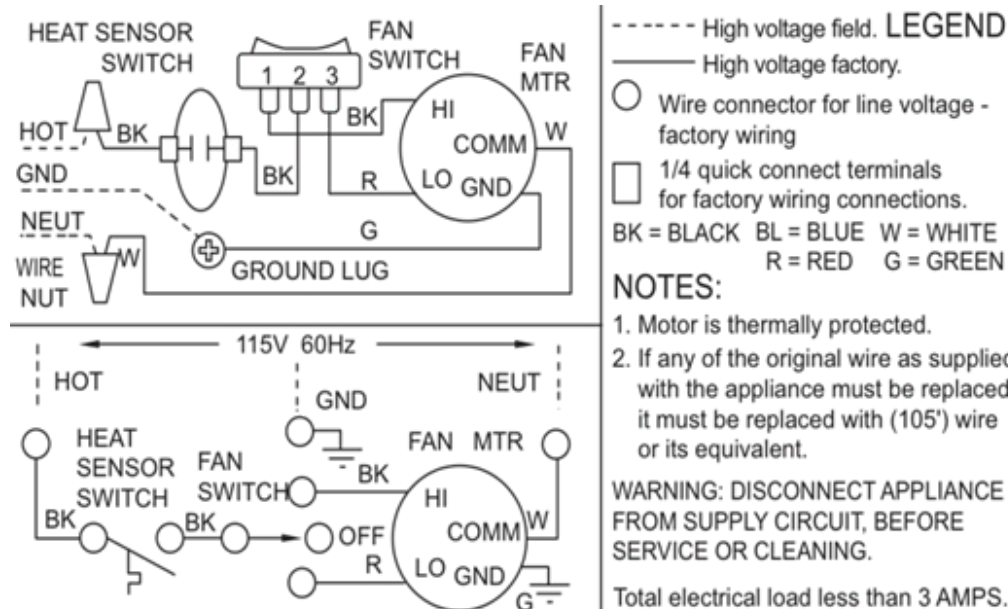 HEAT SENSOR
SWITCH
FAN
SWITCH
FAN
MTR
1 2 3
HI
BK
COMM
W
HOT
BK
GND
BK
R
LO
GND
NEUT
G
WIRE
NUT
W
GROUND LUG
High voltage field. LEGEND
High voltage factory.
Wire connector for line voltage -
factory wiring
1/4 quick connect terminals
for factory wiring connections.
BK = BLACK BL = BLUE W = WHITE
R = RED G = GREEN
NOTES:
1. Motor is thermally protected.
2. If any of the original wire as supplied
with the appliance must be replaced
it must be replaced with (105') wire
or its equivalent.
WARNING: DISCONNECT APPLIANCE
FROM SUPPLY CIRCUIT, BEFORE
SERVICE OR CLEANING.
Total electrical load less than 3 AMPS.
115V 60Hz
HOT
GND
NEUT
HEAT
SENSOR
SWITCH
FAN
SWITCH
FAN MTR
BK
HI
BK
BK
OFF
COMM
W
R
LO
GND
G